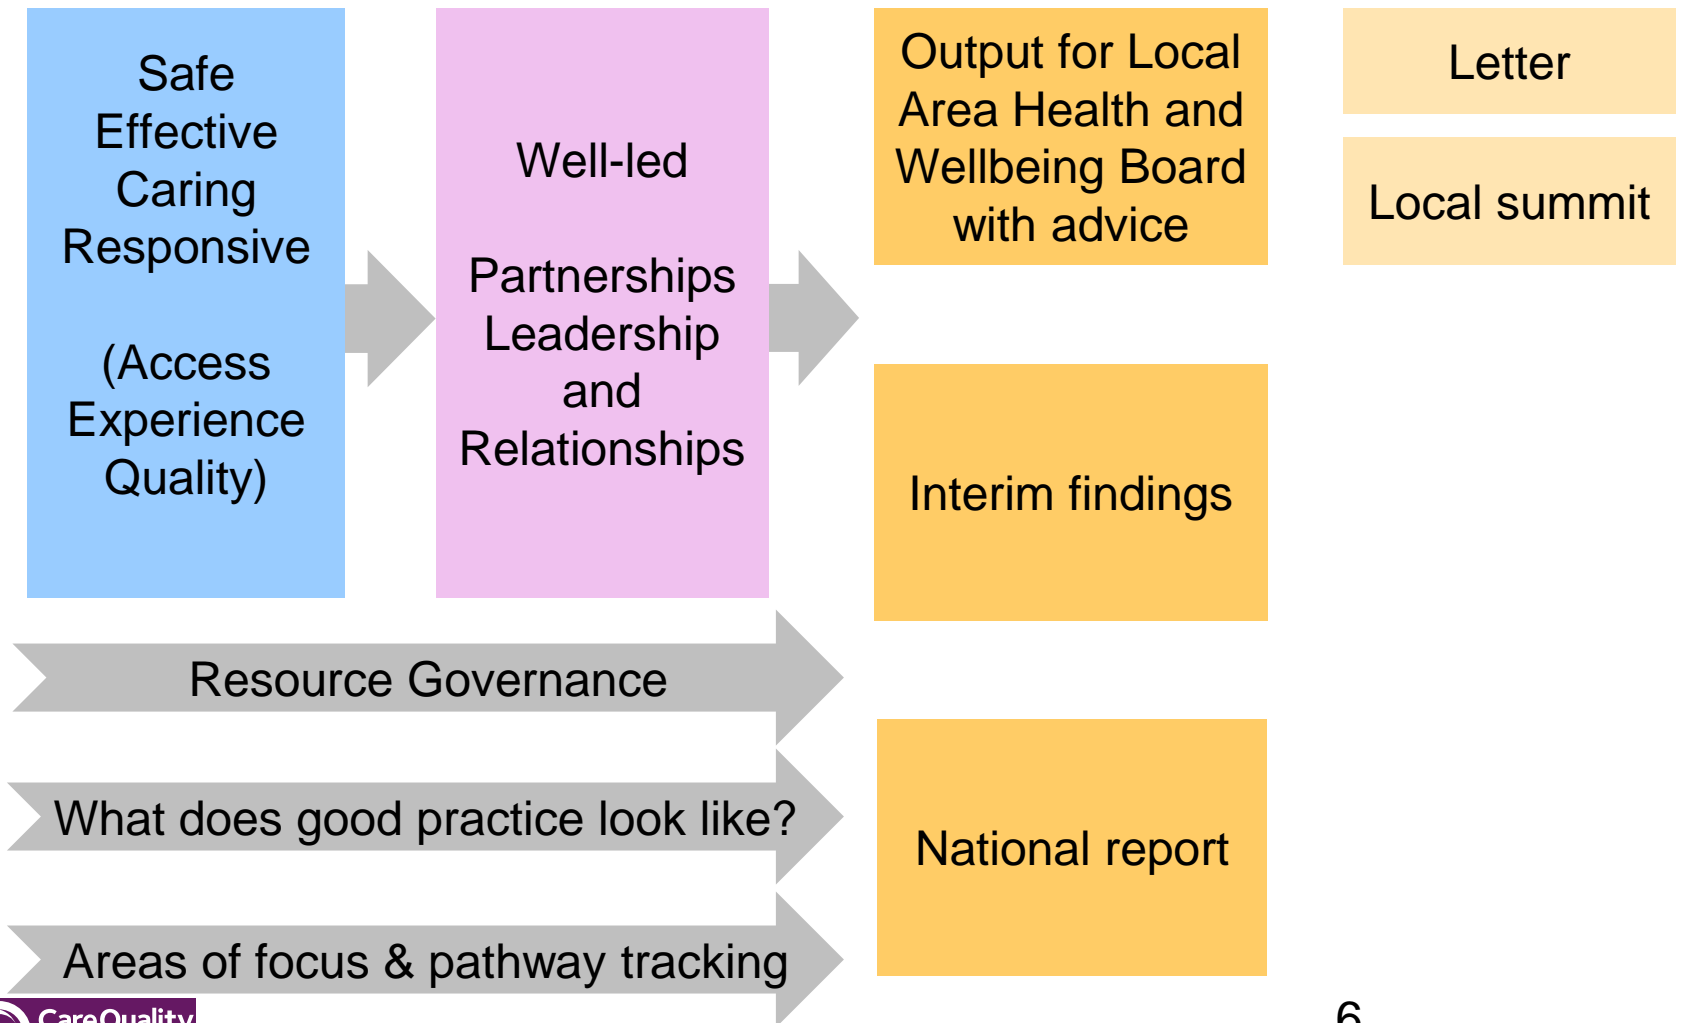 Safe
Effective
Caring
Responsive
(Access
Experience
Quality)
Well-led
Partnerships
Leadership
and
Relationships
Output for Local
Area Health and
Wellbeing Board
with advice
Letter
Local summit
Interim findings
National report
Resource Governance
What does good practice look like?
Areas of focus & pathway tracking
CareQuality
6